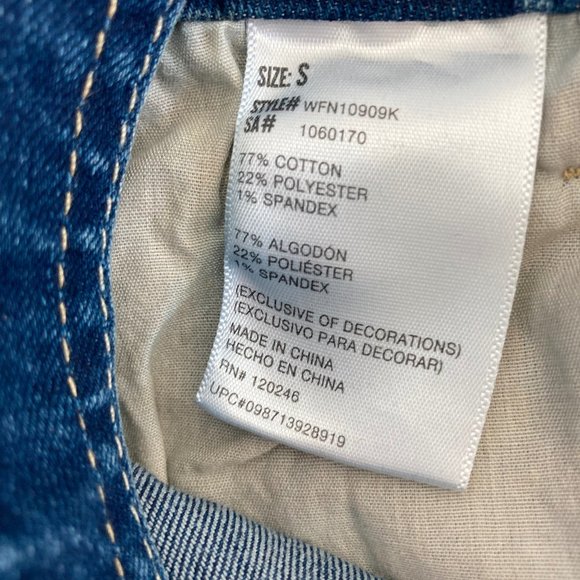 SIZE: S
STYLE# WFN10909K
SA# 1060170
77% COTTON
22% POLYESTER
1% SPANDEX
77% ALGODÓN
22% POLIÉSTER
1% SPANDEX
(EXCLUSIVE OF DECORATIONS)
(EXCLUSIVO PARA DECORAR)
MADE IN CHINA
HECHO EN CHINA
RN# 120246
UPC#098713928919